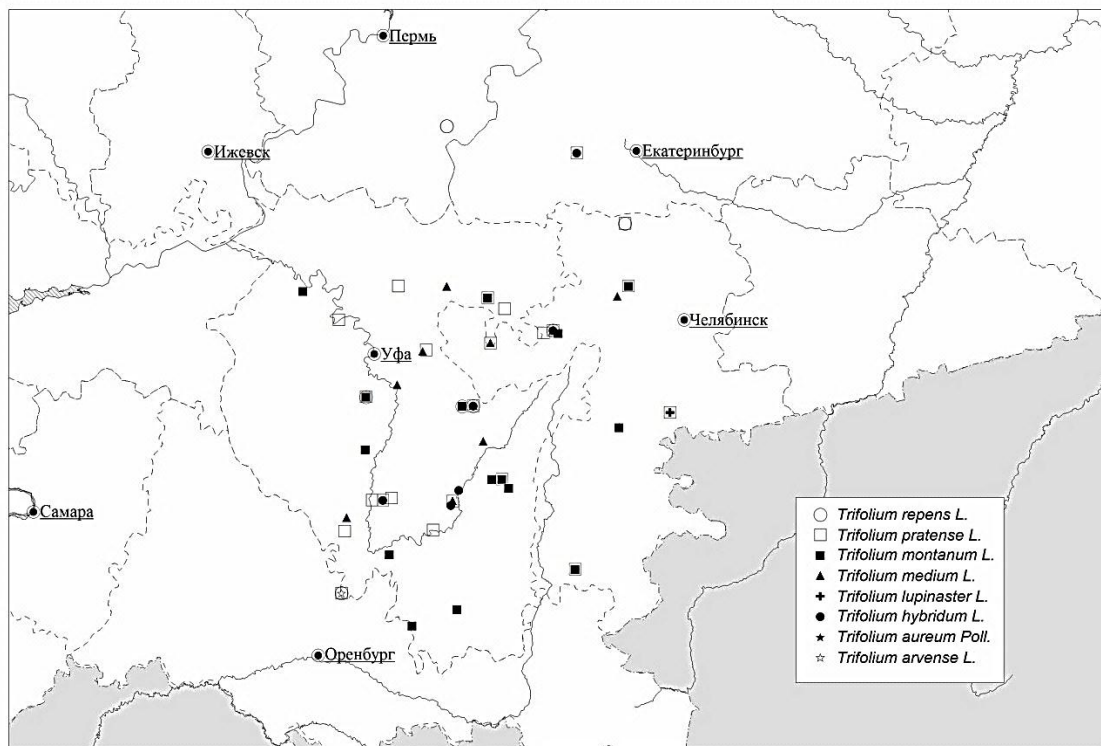 Пермь
Ижевск
Екатеринбург
Челябинск
Уфа
Самара
Оренбург
Trifolium repens L.
Trifolium pratense L.
Trifolium montanum L.
Trifolium medium L.
Trifolium lupinaster L.
Trifolium hybridum L.
Trifolium aureum Poll.
Trifolium arvense L.